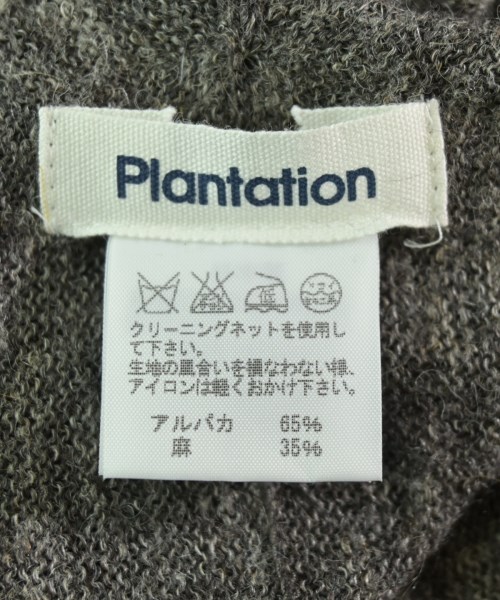 Plantation
低
クリーニングネットを使用し
て下さい。
生地の風合いを損なわない様、
アイロンは軽くおかけ下さい。
アルパカ 65%
麻 35%